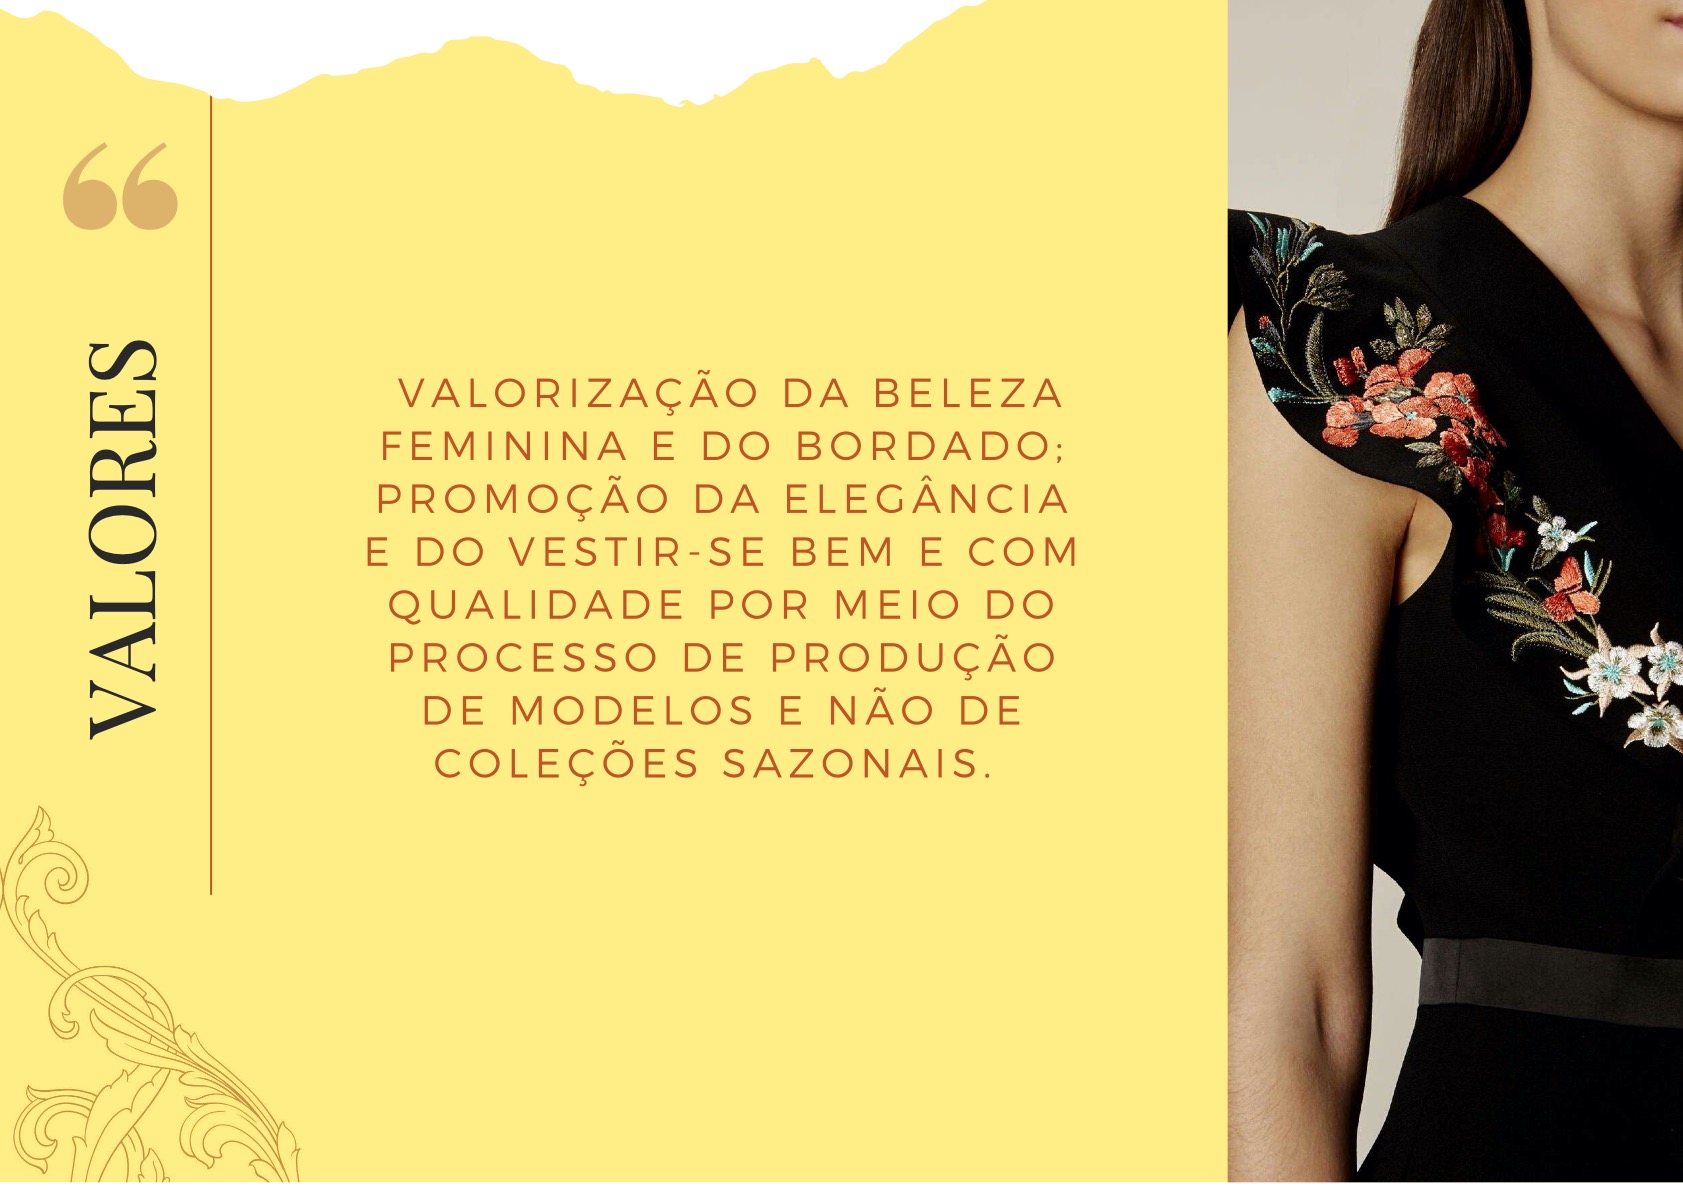 “
VALORES
VALORIZAÇÃO DA BELEZA
FEMININA E DO BORDADO;
PROMOÇÃO DA ELEGÂNCIA
E DO VESTIR-SE BEM E COM
QUALIDADE POR MEIO DO
PROCESSO DE PRODUÇÃO
DE MODELOS E NÃO DE
COLEÇÕES SAZONAIS.